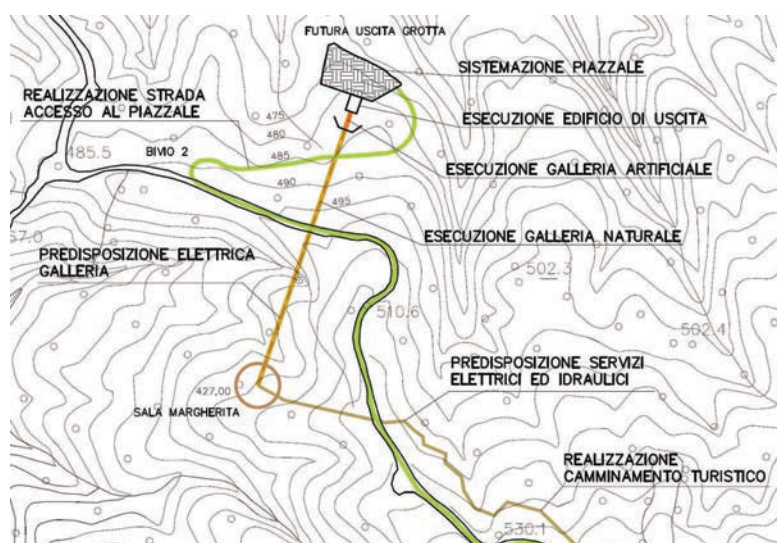 FUTURA USCITA GROTTA
SISTEMAZIONE PIAZZALE
REALIZZAZIONE STRADA
ACCESSO AL PIAZZALE
475
ESECUZIONE EDIFICIO DI USCITA
480
485.5
BIVIO 2
485
ESECUZIONE GALLERIA ARTIFICIALE
490
495
ESECUZIONE GALLERIA NATURALE
PREDISPOSIZIONE ELETTRICA
GALLERIA
502.3
510.6
502.4
PREDISPOSIZIONE SERVIZI
ELETTRICI ED IDRAULICI
427,00
SALA MARGHERITA
REALIZZAZIONE
CAMMINAMENTO TURISTICO
530.1